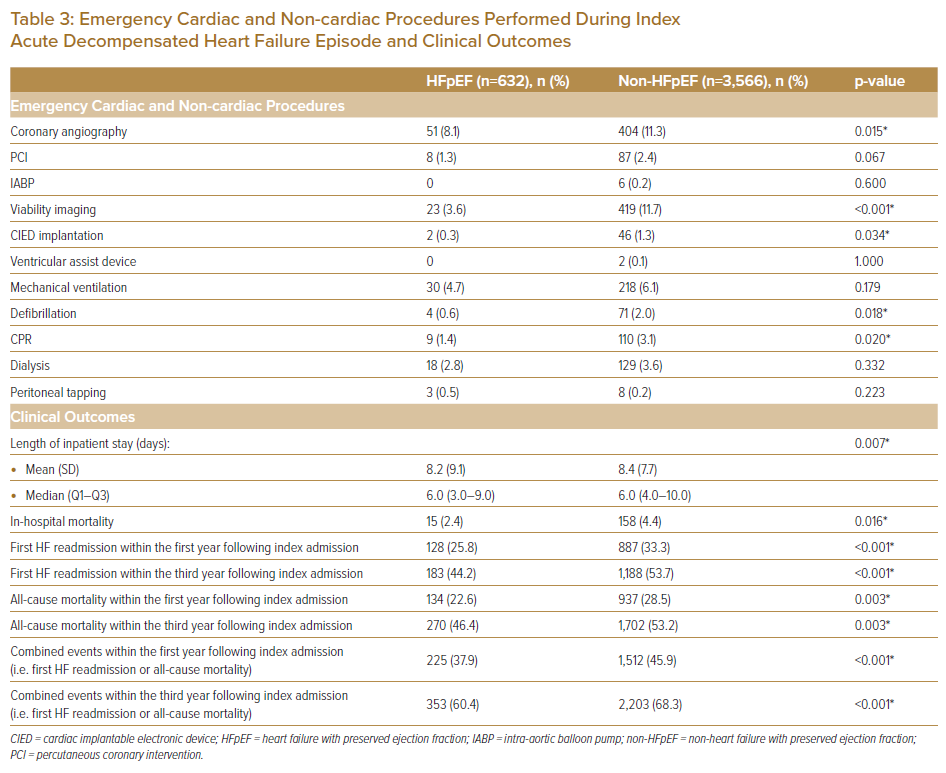 Table 3: Emergency Cardiac and Non-cardiac Procedures Performed During Index
Acute Decompensated Heart Failure Episode and Clinical Outcomes
HFpEF (n=632), n (%) Non-HFpEF (n=3,566), n (%) p-value
Emergency Cardiac and Non-cardiac Procedures
Coronary angiography 51 (8.1) 404 (11.3) 0.015*
PCI 8 (1.3) 87 (2.4) 0.067
IABP 0 6 (0.2) 0.600
Viability imaging 23 (3.6) 419 (11.7) <0.001*
CIED implantation 2 (0.3) 46 (1.3) 0.034*
Ventricular assist device 0 2 (0.1) 1.000
Mechanical ventilation 30 (4.7) 218 (6.1) 0.179
Defibrillation 4 (0.6) 71 (2.0) 0.018*
CPR 9 (1.4) 110 (3.1) 0.020*
Dialysis 18 (2.8) 129 (3.6) 0.332
Peritoneal tapping 3 (0.5) 8 (0.2) 0.223
Clinical Outcomes
Length of inpatient stay (days): 0.007*
• Mean (SD) 8.2 (9.1) 8.4 (7.7)
• Median (Q1–Q3) 6.0 (3.0–9.0) 6.0 (4.0–10.0)
In-hospital mortality 15 (2.4) 158 (4.4) 0.016*
First HF readmission within the first year following index admission 128 (25.8) 887 (33.3) <0.001*
First HF readmission within the third year following index admission 183 (44.2) 1,188 (53.7) <0.001*
All-cause mortality within the first year following index admission 134 (22.6) 937 (28.5) 0.003*
All-cause mortality within the third year following index admission 270 (46.4) 1,702 (53.2) 0.003*
Combined events within the first year following index admission
(i.e. first HF readmission or all-cause mortality) 225 (37.9) 1,512 (45.9) <0.001*
Combined events within the third year following index admission
(i.e. first HF readmission or all-cause mortality) 353 (60.4) 2,203 (68.3) <0.001*
CIED = cardiac implantable electronic device; HFpEF = heart failure with preserved ejection fraction; IABP = intra-aortic balloon pump; non-HFpEF = non-heart failure with preserved ejection fraction;
PCI = percutaneous coronary intervention.